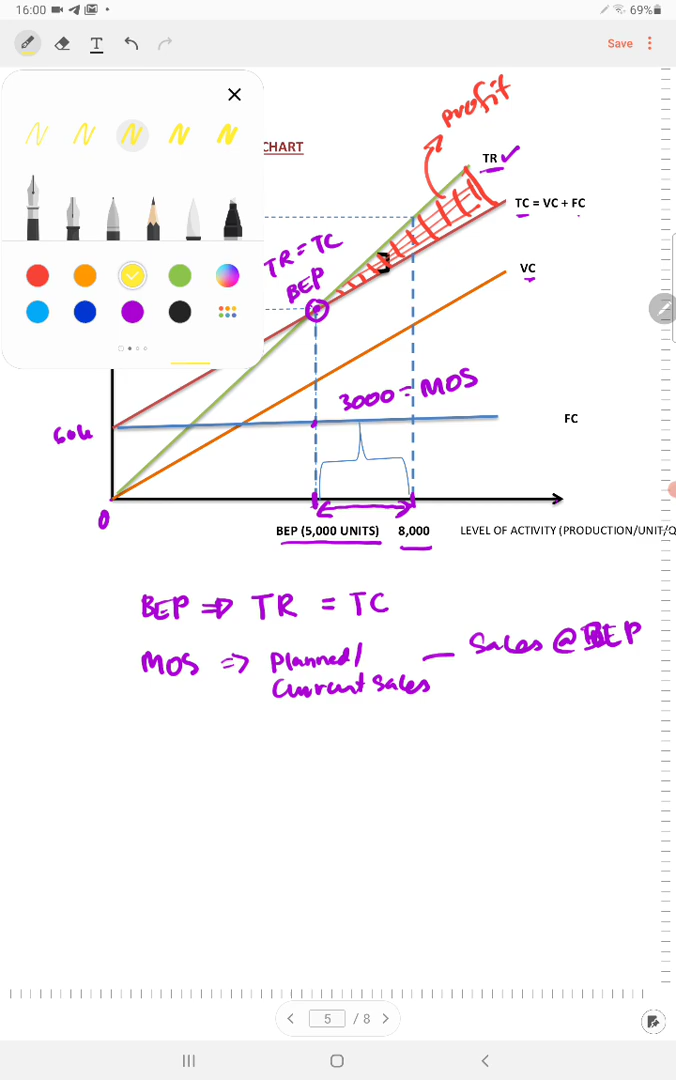 16:00
69%
T
Save
CHART
profit
TR
TC = VC + FC
TR = TC
BEP
VC
3000 = MOS
60k
FC
0
BEP (5,000 UNITS)
8,000
LEVEL OF ACTIVITY (PRODUCTION/UNIT/Q
BEP => TR = TC
MOS => Planned/ — Sales @ BEP
Current Sales
5 / 8